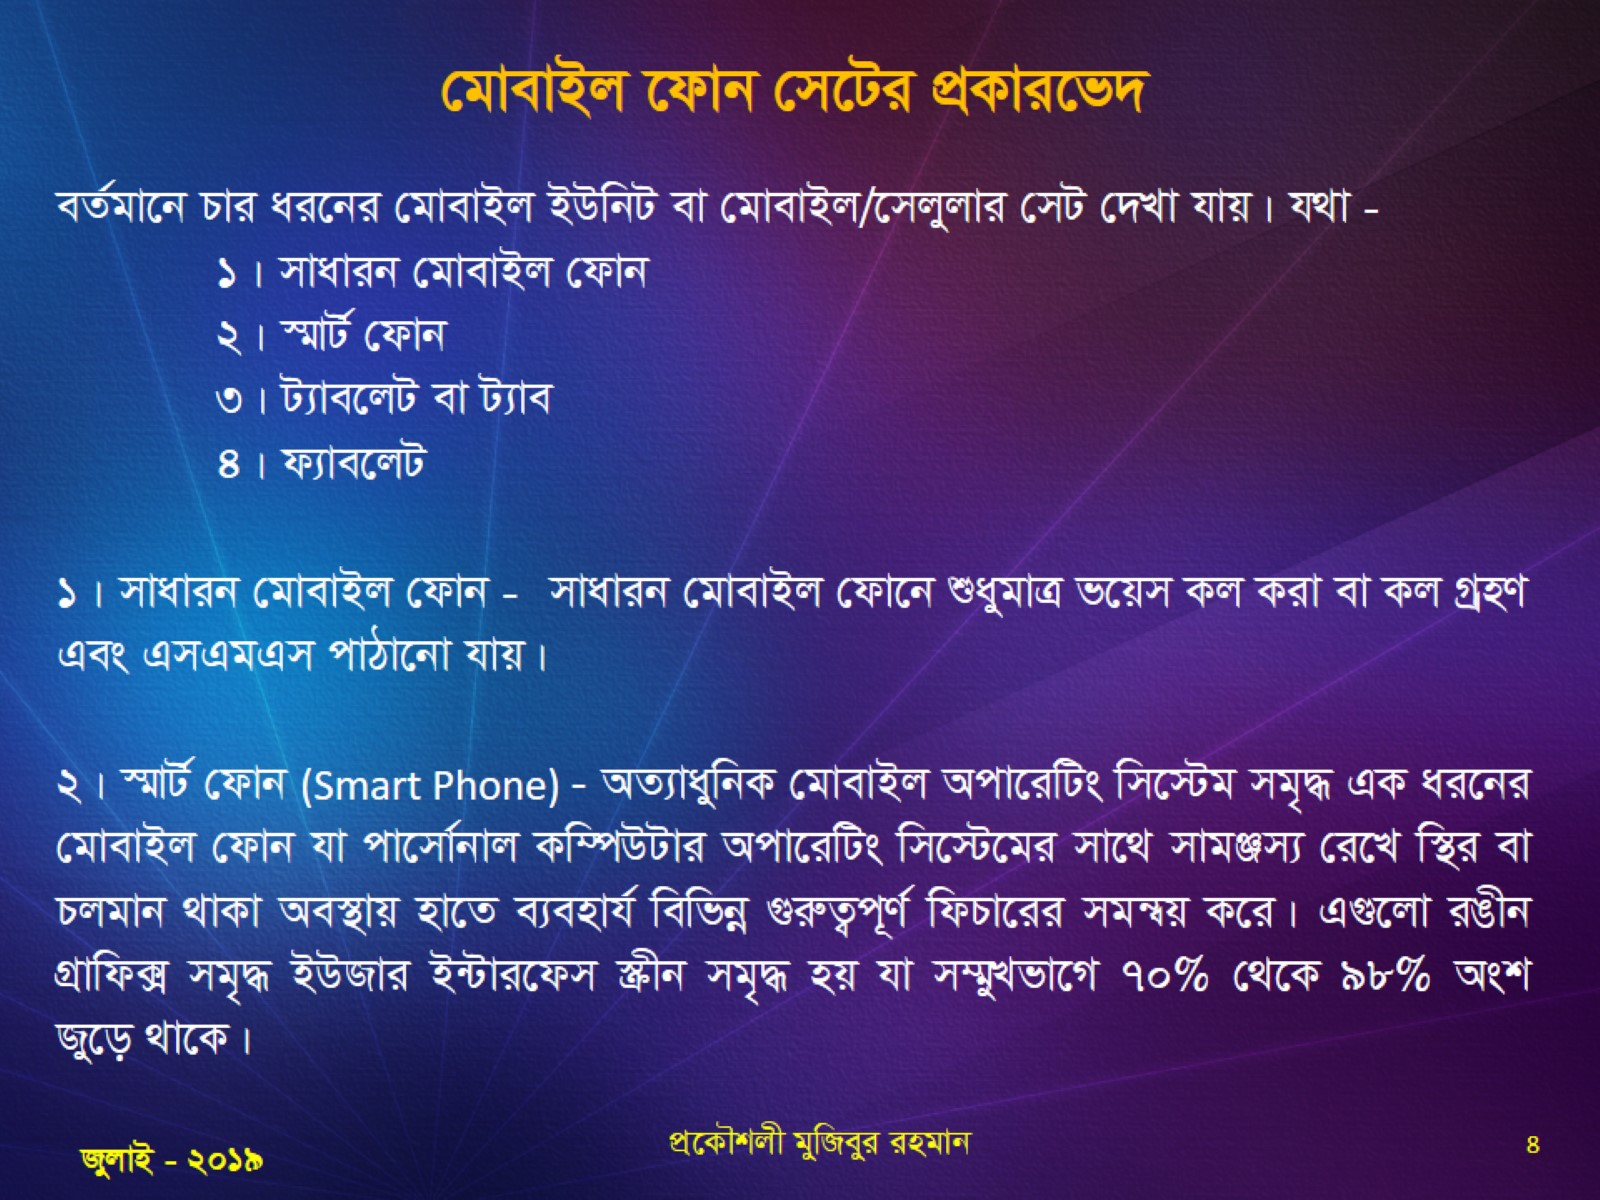 মোবাইল ফোন সেটের প্রকারভেদ
বর্তমানে চার ধরনের মোবাইল ইউনিট বা মোবাইল/সেলুলার সেট দেখা যায়। যথা -
১। সাধারন মোবাইল ফোন
২। স্মার্ট ফোন
৩। ট্যাবলেট বা ট্যাব
৪। ফ্যাবলেট
১। সাধারন মোবাইল ফোন - সাধারন মোবাইল ফোনে শুধুমাত্র ভয়েস কল করা বা কল গ্রহণ
এবং এসএমএস পাঠানো যায়।
২। স্মার্ট ফোন (Smart Phone) - অত্যাধুনিক মোবাইল অপারেটিং সিস্টেম সমৃদ্ধ এক ধরনের
মোবাইল ফোন যা পার্সোনাল কম্পিউটার অপারেটিং সিস্টেমের সাথে সামঞ্জস্য রেখে স্থির বা
চলমান থাকা অবস্থায় হাতে ব্যবহার্য বিভিন্ন গুরুত্বপূর্ণ ফিচারের সমন্বয় করে। এগুলো রঙীন
গ্রাফিক্স সমৃদ্ধ ইউজার ইন্টারফেস স্ক্রীন সমৃদ্ধ হয় যা সম্মুখভাগে ৭০% থেকে ৯৮% অংশ
জুড়ে থাকে।
জুলাই - ২০১৯
প্রকৌশলী মুজিবুর রহমান
8